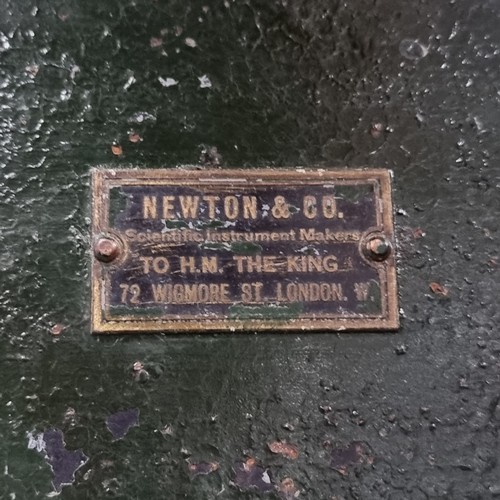 NEWTON & CO.
Scientific Instrument Makers
TO H.M. THE KING
72 WIGMORE ST. LONDON. W.